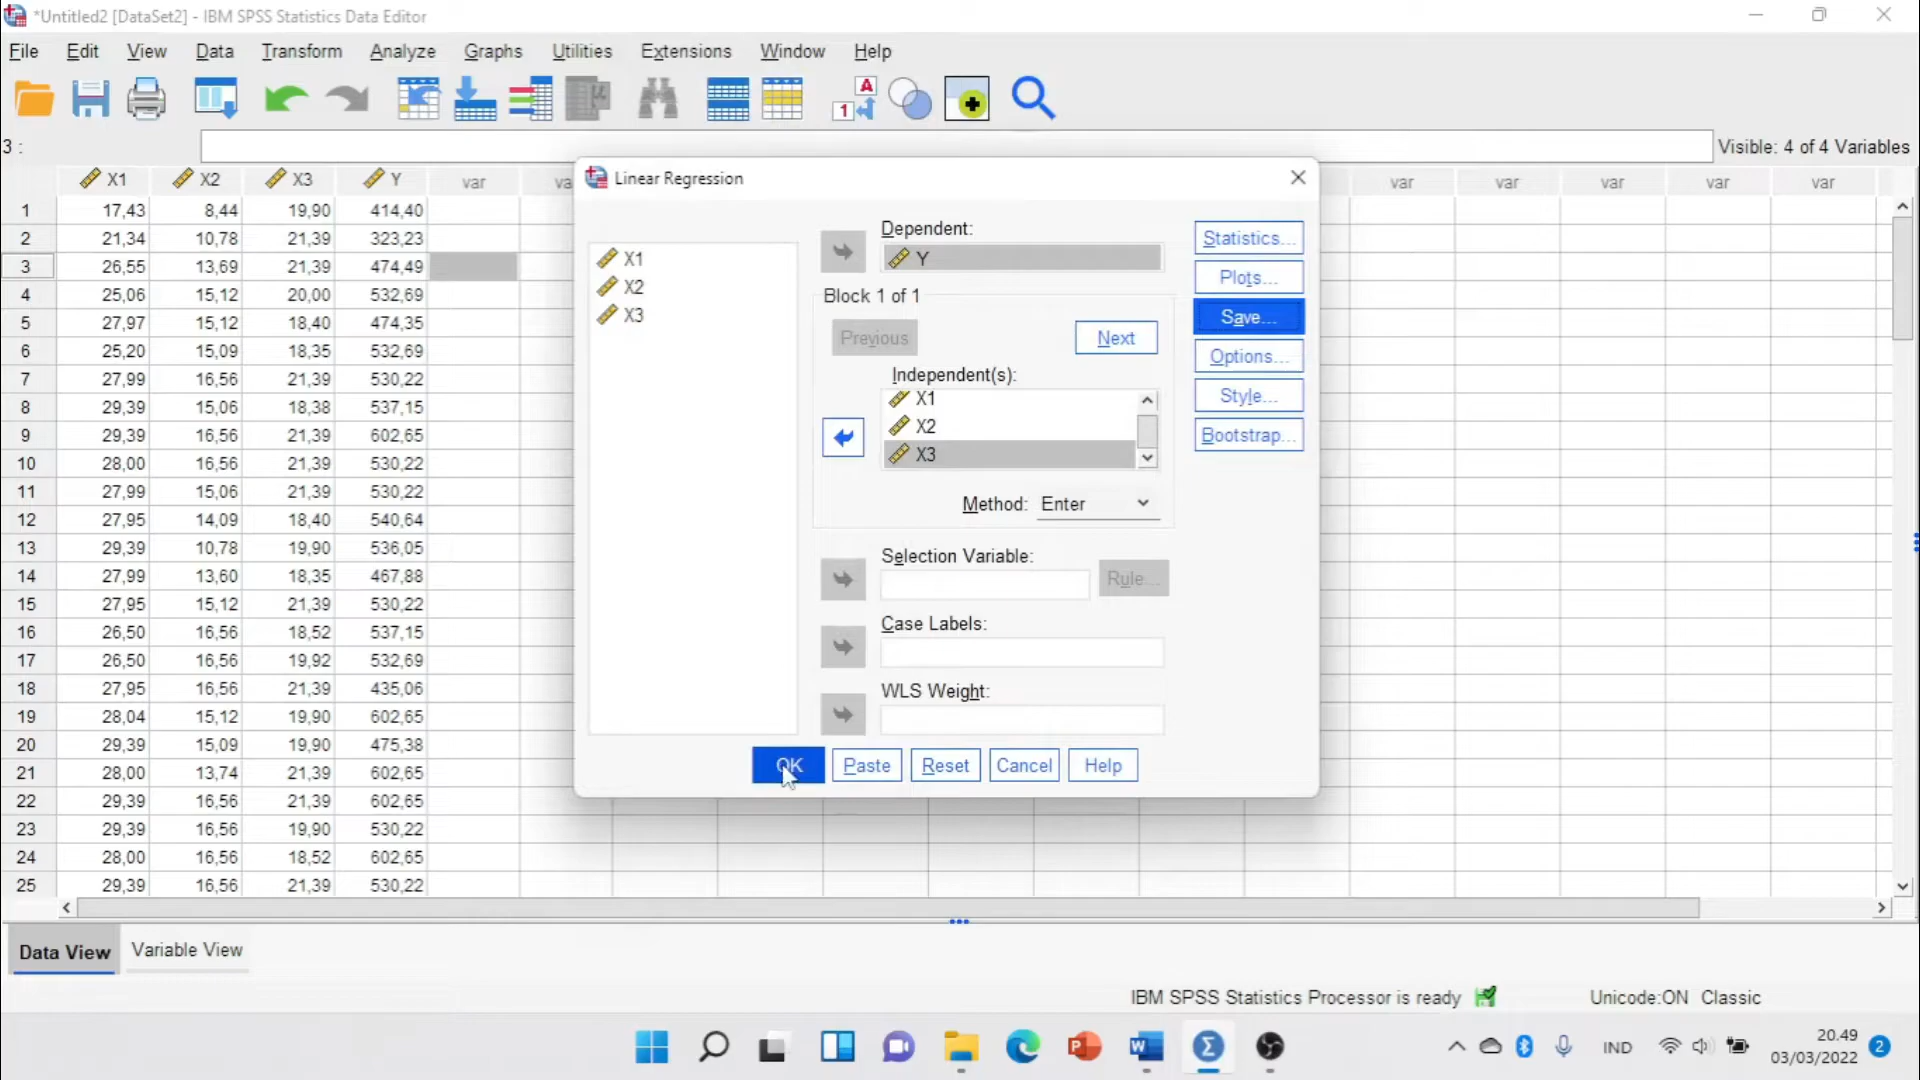 *Untitled2 [DataSet2] - IBM SPSS Statistics Data Editor
File Edit View Data Transform Analyze Graphs Utilities Extensions Window Help
3 : Visible: 4 of 4 Variables
X1 X2 X3 Y var va var var var var var
1 17,43 8,44 19,90 414,40
2 21,34 10,78 21,39 323,23
3 26,55 13,69 21,39 474,49
4 25,06 15,12 20,00 532,69
5 27,97 15,12 18,40 474,35
6 25,20 15,09 18,35 532,69
7 27,99 16,56 21,39 530,22
8 29,39 15,06 18,38 537,15
9 29,39 16,56 21,39 602,65
10 28,00 16,56 21,39 530,22
11 27,99 15,06 21,39 530,22
12 27,95 14,09 18,40 540,64
13 29,39 10,78 19,90 536,05
14 27,99 13,60 18,35 467,88
15 27,95 15,12 21,39 530,22
16 26,50 16,56 18,52 537,15
17 26,50 16,56 19,92 532,69
18 27,95 16,56 21,39 435,06
19 28,04 15,12 19,90 602,65
20 29,39 15,09 19,90 475,38
21 28,00 13,74 21,39 602,65
22 29,39 16,56 21,39 602,65
23 29,39 16,56 19,90 530,22
24 28,00 16,56 18,52 602,65
25 29,39 16,56 21,39 530,22
Linear Regression
X1
X2
X3
Dependent:
Y
Block 1 of 1
Previous Next
Independent(s):
X1
X2
X3
Method: Enter
Selection Variable:
Rule...
Case Labels:
WLS Weight:
Statistics...
Plots...
Save...
Options...
Style...
Bootstrap...
OK Paste Reset Cancel Help
Data View Variable View
IBM SPSS Statistics Processor is ready Unicode:ON Classic
IND 20.49
03/03/2022 2